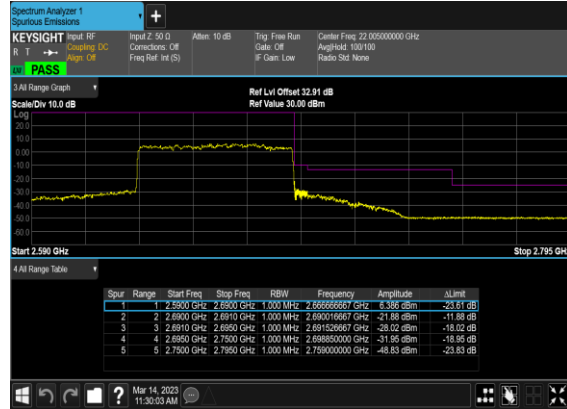 Spectrum Analyzer 1
Spurious Emissions
+
KEYSIGHT Input: RF Input Z: 50 Ω Atten: 10 dB Trig: Free Run Center Freq: 22.005000000 GHz
R T Coupling: DC Corrections: Off Gate: Off Avg|Hold: 100/100
Align: Off Freq Ref: Int (S) IF Gain: Low Radio Std: None
PASS
3 All Range Graph
Ref Lvl Offset 32.91 dB
Scale/Div 10.0 dB Ref Value 30.00 dBm
Log
20.0
10.0
0.00
-10.0
-20.0
-30.0
-40.0
-50.0
-60.0
Start 2.590 GHz Stop 2.795 GHz
4 All Range Table
Spur Range Start Freq Stop Freq RBW Frequency Amplitude ΔLimit
1 1 2.5900 GHz 2.6900 GHz 1.000 MHz 2.666666667 GHz 6.386 dBm -23.61 dB
2 2 2.6900 GHz 2.6910 GHz 1.000 MHz 2.690016667 GHz -21.88 dBm -11.88 dB
3 3 2.6910 GHz 2.6950 GHz 1.000 MHz 2.691526667 GHz -28.02 dBm -18.02 dB
4 4 2.6950 GHz 2.7500 GHz 1.000 MHz 2.698850000 GHz -31.95 dBm -18.95 dB
5 5 2.7500 GHz 2.7950 GHz 1.000 MHz 2.759000000 GHz -48.83 dBm -23.83 dB
? Mar 14, 2023
11:30:03 AM